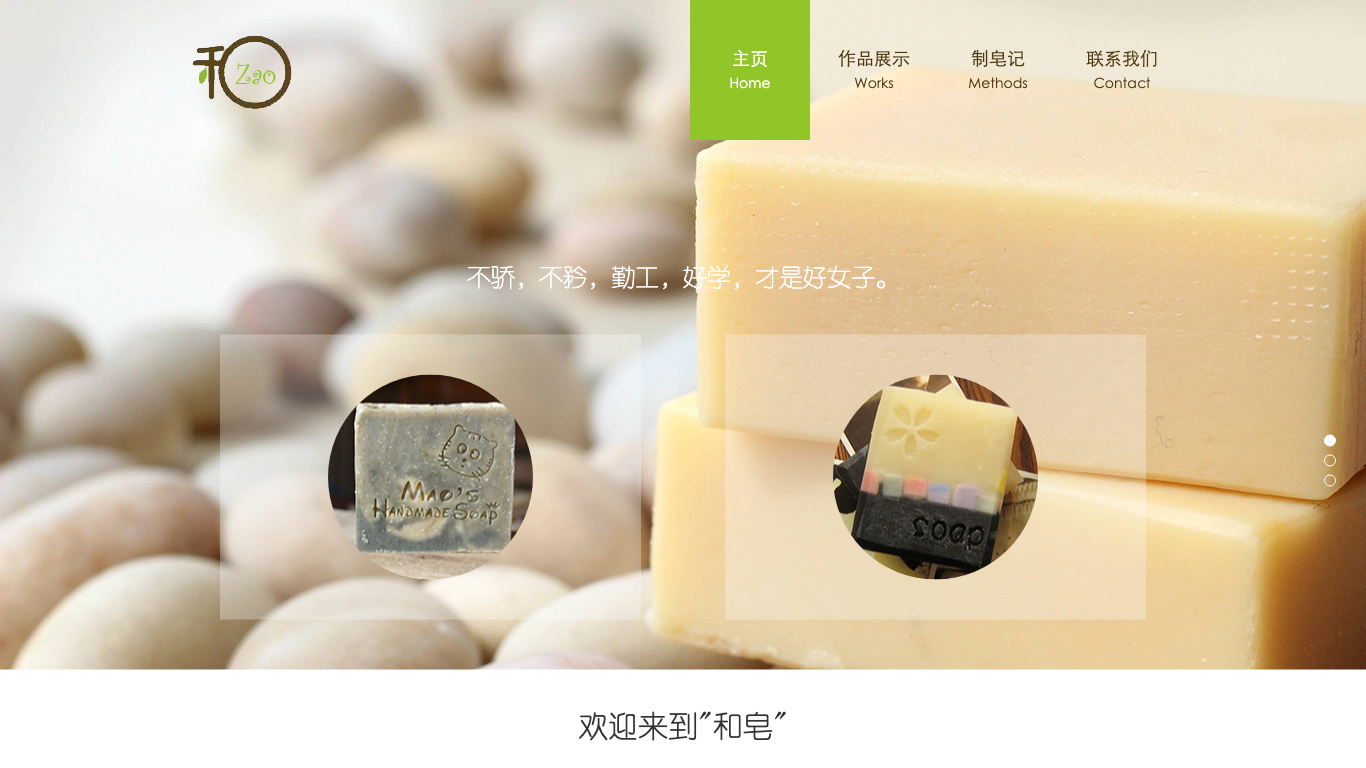 和
Zao
主页
Home
作品展示
Works
制皂记
Methods
联系我们
Contact
不骄，不矜，勤工，好学，才是好女子。
MAO'S
HANDMADE SOAP
SOAP
欢迎来到"和皂"